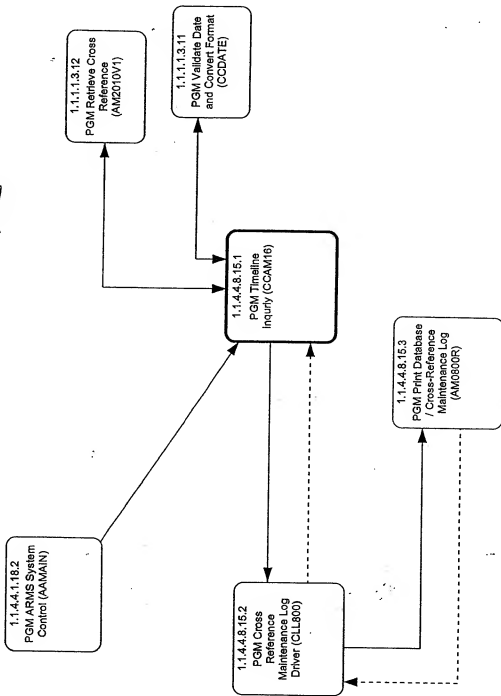 1.1.4.4.1.18.2
PGM ARMS System
Control (AAMAIN)
1.1.1.1.3.12
PGM Retrieve Cross
Reference
(AM2010V1)
1.1.1.1.3.11
PGM Validate Date
and Convert Format
(CCDATE)
1.1.4.4.8.15.1
PGM Timeline
Inqurly (CCAM16)
1.1.4.4.8.15.2
PGM Cross
Reference
Maintenance Log
Driver (CLL800)
1.1.4.4.8.15.3
PGM Print Database
/ Cross-Reference
Maintenance Log
(AM0800R)